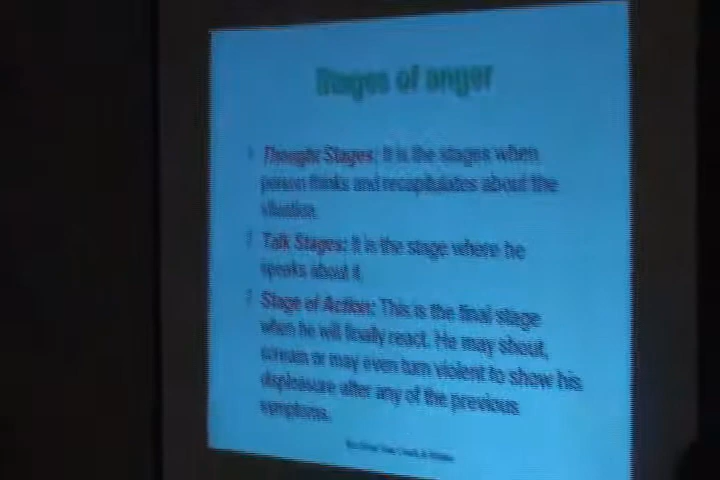 Stages of anger
Thought Stages: It is the stages when
person thinks and recapitulates about the
situation.
Talk Stages: It is the stage where he
speaks about it.
Stage of Action: This is the final stage
when he will finally react. He may shout,
scream or may even turn violent to show his
displeasure after any of the previous
symptoms.